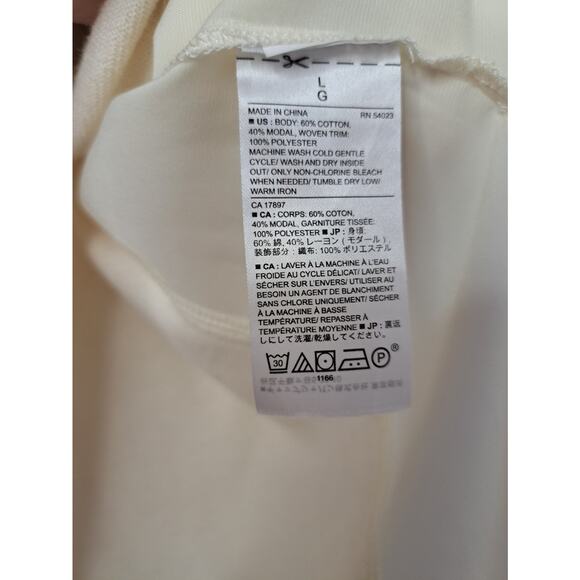 L
G
MADE IN CHINA RN 54023
■ US : BODY: 60% COTTON,
40% MODAL, WOVEN TRIM:
100% POLYESTER
MACHINE WASH COLD GENTLE
CYCLE/ WASH AND DRY INSIDE
OUT/ ONLY NON-CHLORINE BLEACH
WHEN NEEDED/ TUMBLE DRY LOW/
WARM IRON
CA 17897
■ CA : CORPS: 60% COTON,
40% MODAL, GARNITURE TISSÉE:
100% POLYESTER ■ JP : 身頃:
60% 綿, 40% レーヨン ( モダール ),
装飾部分 : 織布: 100% ポリエステル
■ CA : LAVER À LA MACHINE À L'EAU
FROIDE AU CYCLE DÉLICAT/ LAVER ET
SÉCHER SUR L'ENVERS/ UTILISER AU
BESOIN UN AGENT DE BLANCHIMENT
SANS CHLORE UNIQUEMENT/ SÉCHER
À LA MACHINE À BASSE
TEMPÉRATURE/ REPASSER À
TEMPÉRATURE MOYENNE ■ JP : 裏返
しにして洗濯/乾燥してください
30 P ®
1166